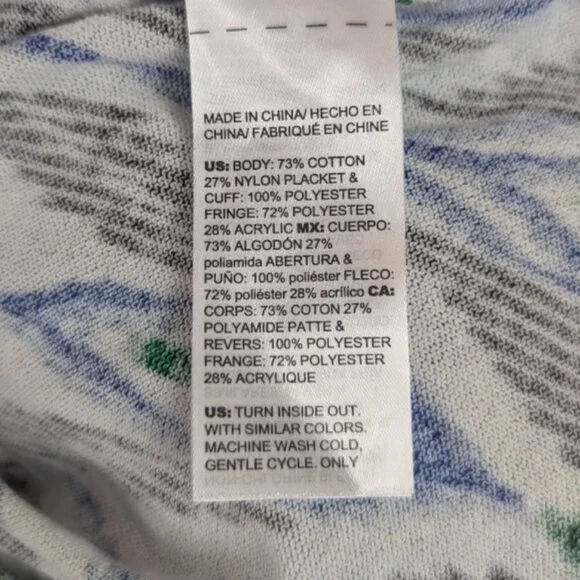 MADE IN CHINA/ HECHO EN
CHINA/ FABRIQUÉ EN CHINE
US: BODY: 73% COTTON
27% NYLON PLACKET &
CUFF: 100% POLYESTER
FRINGE: 72% POLYESTER
28% ACRYLIC MX: CUERPO:
73% ALGODÓN 27%
poliamida ABERTURA &
PUÑO: 100% poliéster FLECO:
72% poliéster 28% acrílico CA:
CORPS: 73% COTON 27%
POLYAMIDE PATTE &
REVERS: 100% POLYESTER
FRANGE: 72% POLYESTER
28% ACRYLIQUE
US: TURN INSIDE OUT.
WITH SIMILAR COLORS.
MACHINE WASH COLD,
GENTLE CYCLE. ONLY